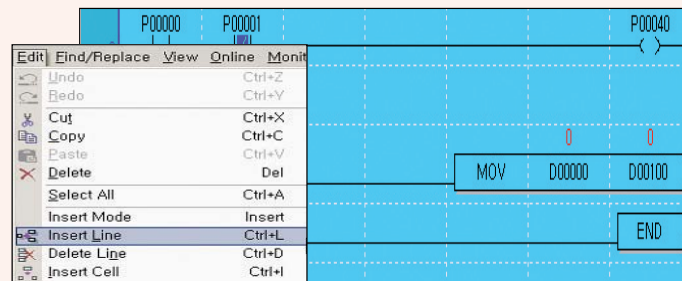 P00000 P00001 P00040
Edit Find/Replace View Online Monit
Undo Ctrl+Z
Redo Ctrl+Y
Cut Ctrl+X
Copy Ctrl+C
Paste Ctrl+V
Delete Del
Select All Ctrl+A
Insert Mode Insert
Insert Line Ctrl+L
Delete Line Ctrl+D
Insert Cell Ctrl+I
0 0
MOV D00000 D00100
END